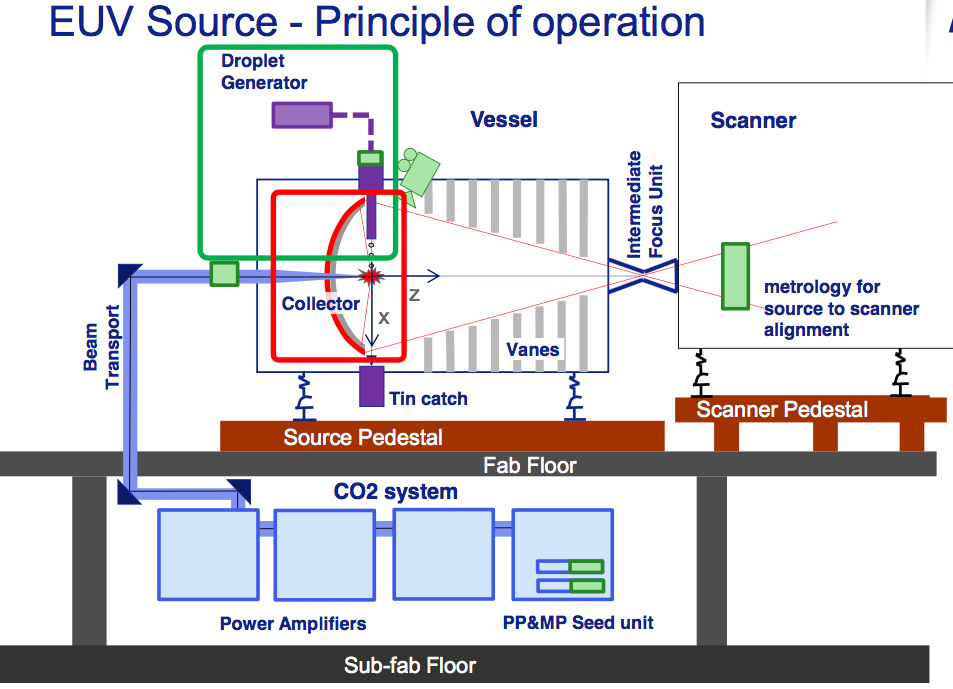 EUV Source - Principle of operation
Droplet
Generator
Vessel
Scanner
Intermediate
Focus Unit
Collector
Z
X
metrology for
source to scanner
alignment
Beam
Transport
Vanes
Tin catch
Scanner Pedestal
Source Pedestal
Fab Floor
CO2 system
Power Amplifiers
PP&MP Seed unit
Sub-fab Floor